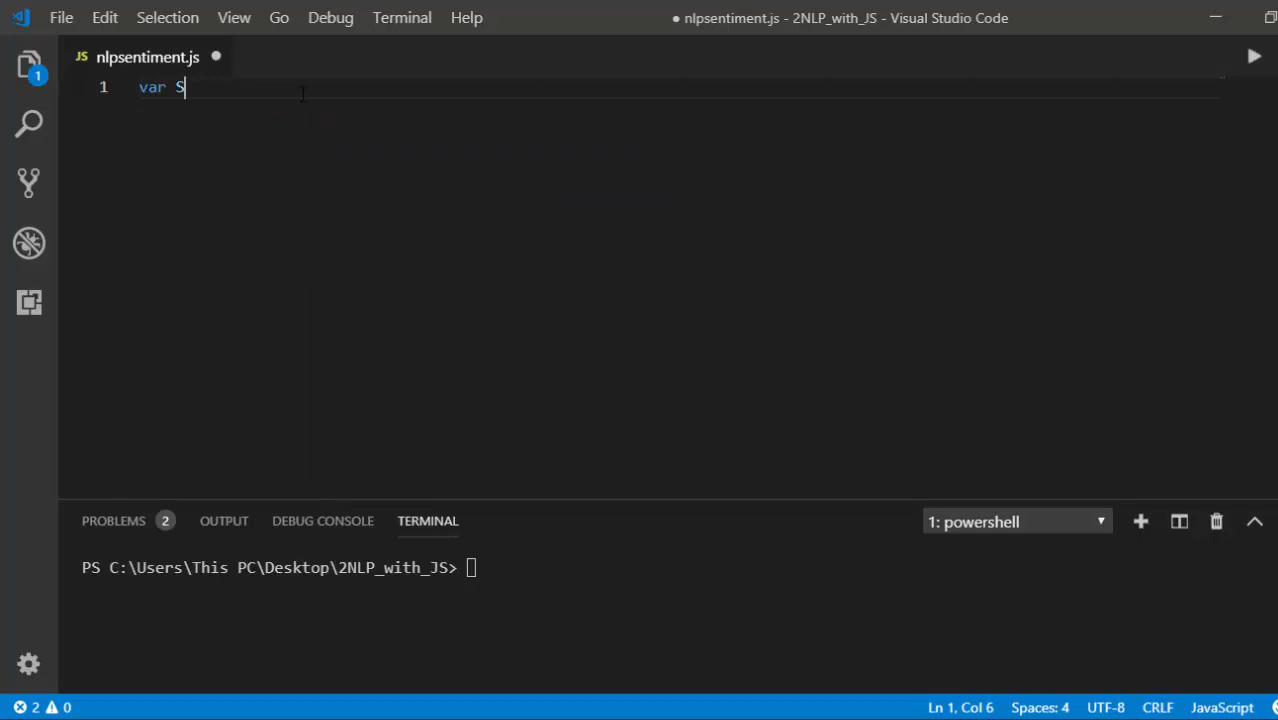 File Edit Selection View Go Debug Terminal Help ● nlpsentiment.js - 2NLP_with_JS - Visual Studio Code
JS nlpsentiment.js
1
1 var S
PROBLEMS 2 OUTPUT DEBUG CONSOLE TERMINAL 1: powershell
PS C:\Users\This PC\Desktop\2NLP_with_JS>
2 0 Ln 1, Col 6 Spaces: 4 UTF-8 CRLF JavaScript